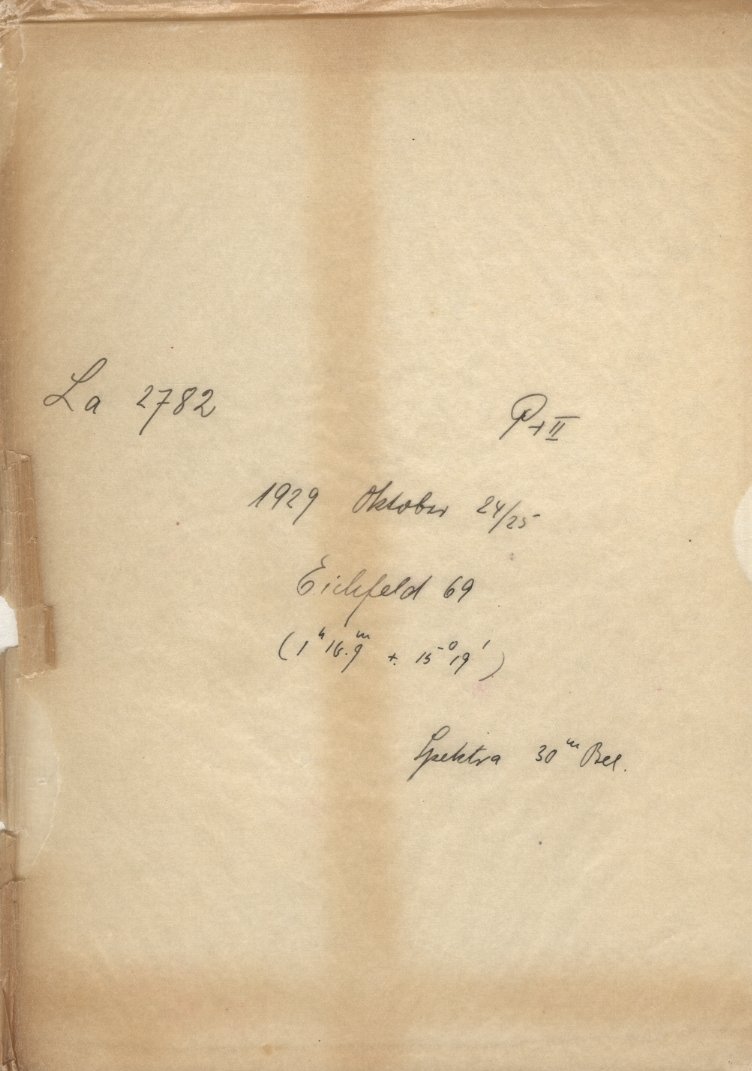 La 2782
P + II
1929 Oktober 24/25
Eichfeld 69
(1ʰ 16.9ᵐ + 15° 19')
Spektra 30ᵐ Bel.